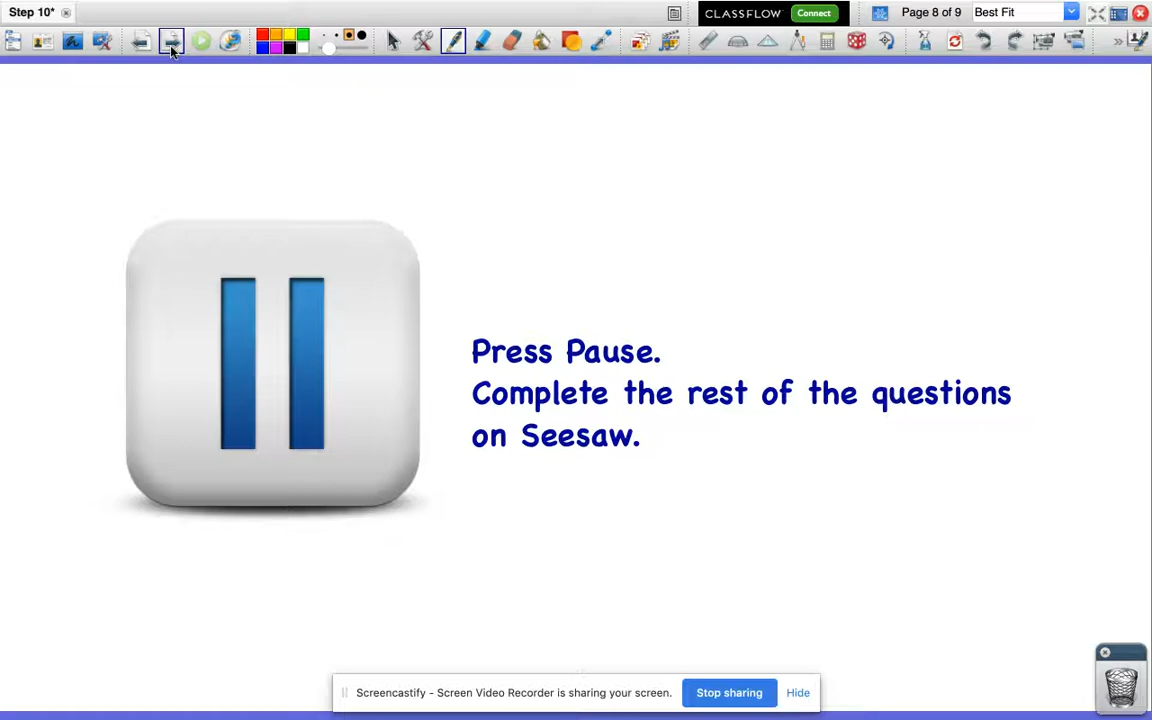 Step 10*
CLASSFLOW Connect
Page 8 of 9
Best Fit
Press Pause.
Complete the rest of the questions
on Seesaw.
Screencastify - Screen Video Recorder is sharing your screen.
Stop sharing
Hide